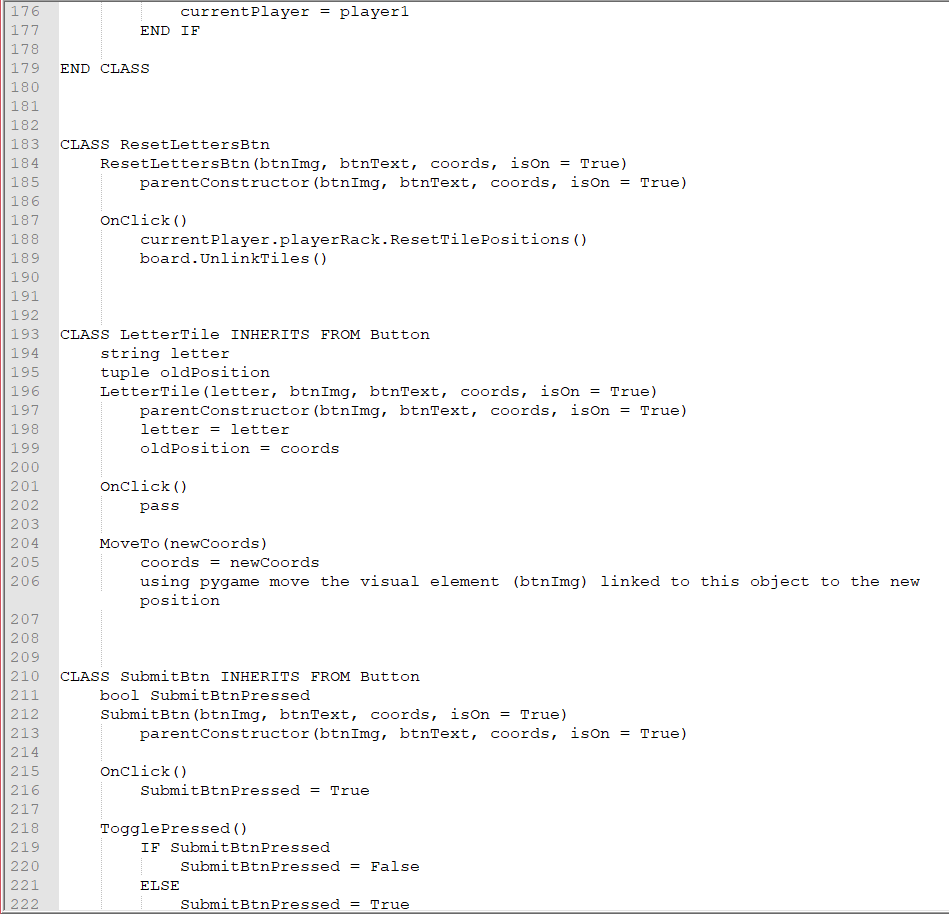 176             currentPlayer = player1
177         END IF
178
179 END CLASS
180
181
182
183 CLASS ResetLettersBtn
184     ResetLettersBtn(btnImg, btnText, coords, isOn = True)
185         parentConstructor(btnImg, btnText, coords, isOn = True)
186
187     OnClick()
188         currentPlayer.playerRack.ResetTilePositions()
189         board.UnlinkTiles()
190
191
192
193 CLASS LetterTile INHERITS FROM Button
194     string letter
195     tuple oldPosition
196     LetterTile(letter, btnImg, btnText, coords, isOn = True)
197         parentConstructor(btnImg, btnText, coords, isOn = True)
198         letter = letter
199         oldPosition = coords
200
201     OnClick()
202         pass
203
204     MoveTo(newCoords)
205         coords = newCoords
206         using pygame move the visual element (btnImg) linked to this object to the new
            position
207
208
209
210 CLASS SubmitBtn INHERITS FROM Button
211     bool SubmitBtnPressed
212     SubmitBtn(btnImg, btnText, coords, isOn = True)
213         parentConstructor(btnImg, btnText, coords, isOn = True)
214
215     OnClick()
216         SubmitBtnPressed = True
217
218     TogglePressed()
219         IF SubmitBtnPressed
220             SubmitBtnPressed = False
221         ELSE
222             SubmitBtnPressed = True